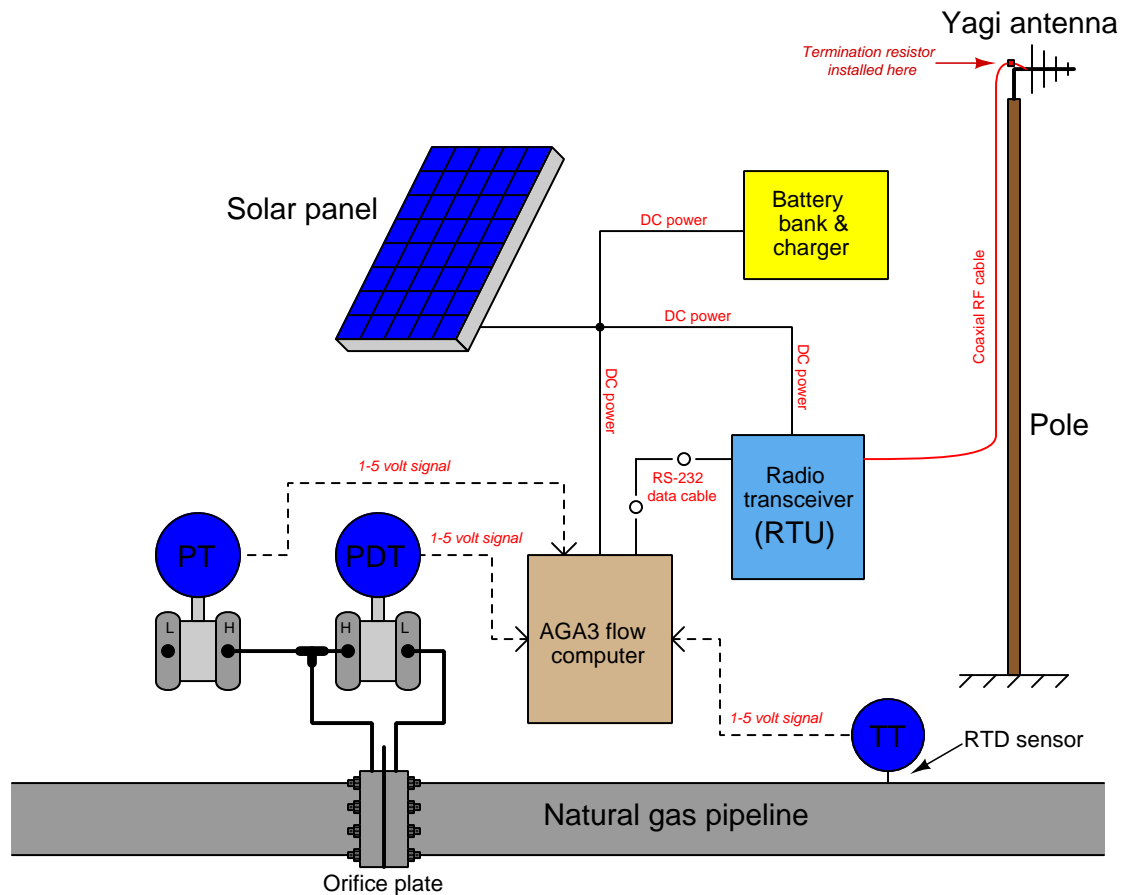 Yagi antenna
Termination resistor
installed here
Solar panel
Battery
bank &
charger
DC power
DC power
DC power
DC power
Coaxial RF cable
Pole
1-5 volt signal
RS-232
data cable
Radio
transceiver
(RTU)
PT
PDT
1-5 volt signal
L
H
H
L
AGA3 flow
computer
1-5 volt signal
TT
RTD sensor
Natural gas pipeline
Orifice plate